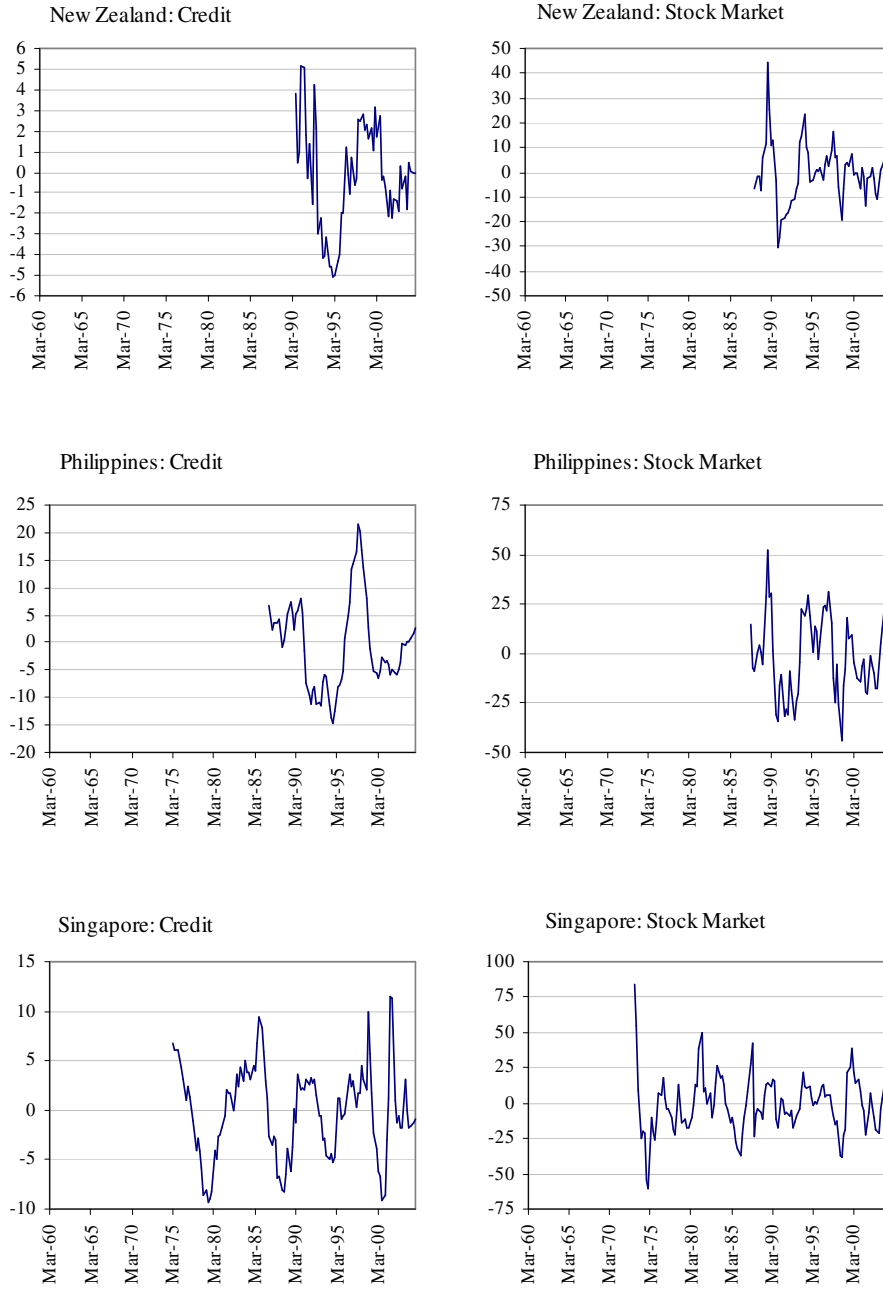 New Zealand: Credit
6
5
4
3
2
1
0
-1
-2
-3
-4
-5
-6
Mar-60
Mar-65
Mar-70
Mar-75
Mar-80
Mar-85
Mar-90
Mar-95
Mar-00
New Zealand: Stock Market
50
40
30
20
10
0
-10
-20
-30
-40
-50
Mar-60
Mar-65
Mar-70
Mar-75
Mar-80
Mar-85
Mar-90
Mar-95
Mar-00
Philippines: Credit
25
20
15
10
5
0
-5
-10
-15
-20
Mar-60
Mar-65
Mar-70
Mar-75
Mar-80
Mar-85
Mar-90
Mar-95
Mar-00
Philippines: Stock Market
75
50
25
0
-25
-50
Mar-60
Mar-65
Mar-70
Mar-75
Mar-80
Mar-85
Mar-90
Mar-95
Mar-00
Singapore: Credit
15
10
5
0
-5
-10
Mar-60
Mar-65
Mar-70
Mar-75
Mar-80
Mar-85
Mar-90
Mar-95
Mar-00
Singapore: Stock Market
100
75
50
25
0
-25
-50
-75
Mar-60
Mar-65
Mar-70
Mar-75
Mar-80
Mar-85
Mar-90
Mar-95
Mar-00